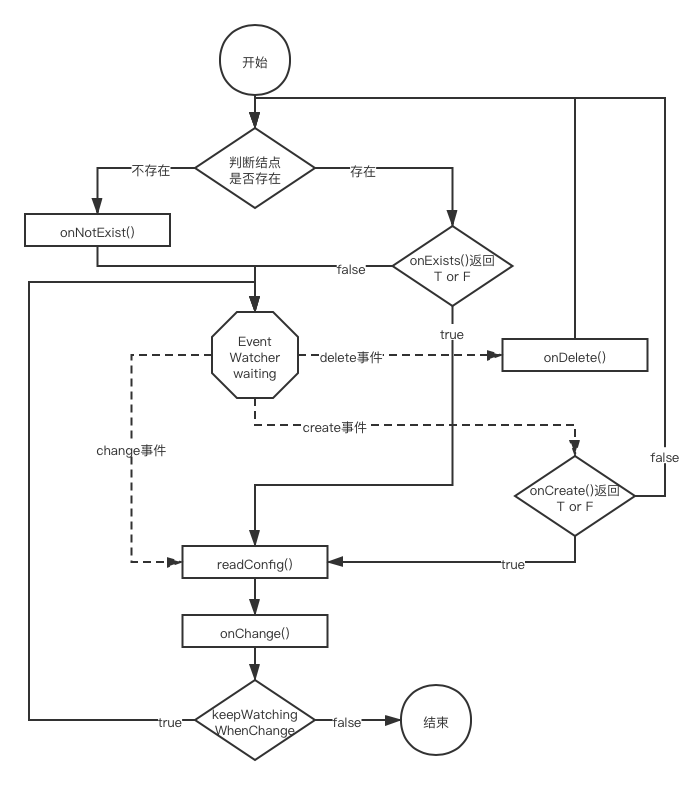 开始
判断结点
是否存在
不存在
存在
onNotExist()
onExists()返回
T or F
false
true
Event
Watcher
waiting
delete事件
onDelete()
create事件
change事件
false
onCreate()返回
T or F
readConfig()
true
onChange()
keepWatching
WhenChange
true
false
结束